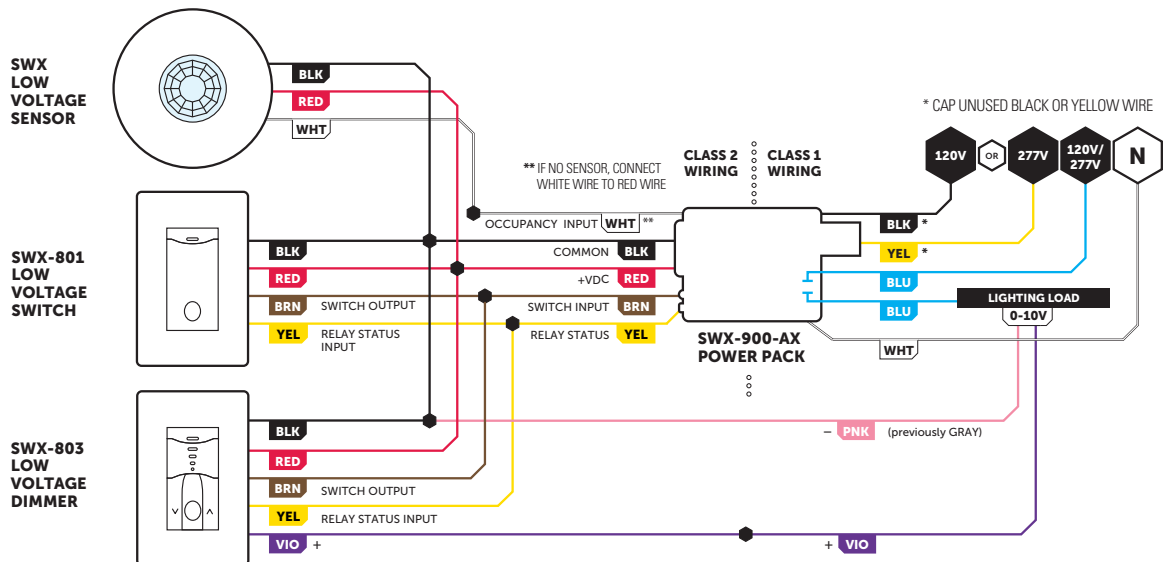 SWX
LOW
VOLTAGE
SENSOR
BLK
RED
WHT
** IF NO SENSOR, CONNECT
WHITE WIRE TO RED WIRE
CLASS 2
WIRING
CLASS 1
WIRING
* CAP UNUSED BLACK OR YELLOW WIRE
120V
OR
277V
120V/
277V
N
OCCUPANCY INPUT WHT **
SWX-801
LOW
VOLTAGE
SWITCH
BLK
RED
BRN SWITCH OUTPUT
YEL RELAY STATUS
INPUT
COMMON BLK
+VDC RED
SWITCH INPUT BRN
RELAY STATUS YEL
SWX-900-AX
POWER PACK
BLK *
YEL *
BLU
BLU
WHT
LIGHTING LOAD
0-10V
SWX-803
LOW
VOLTAGE
DIMMER
BLK
RED
BRN SWITCH OUTPUT
YEL RELAY STATUS INPUT
VIO +
– PNK (previously GRAY)
+ VIO